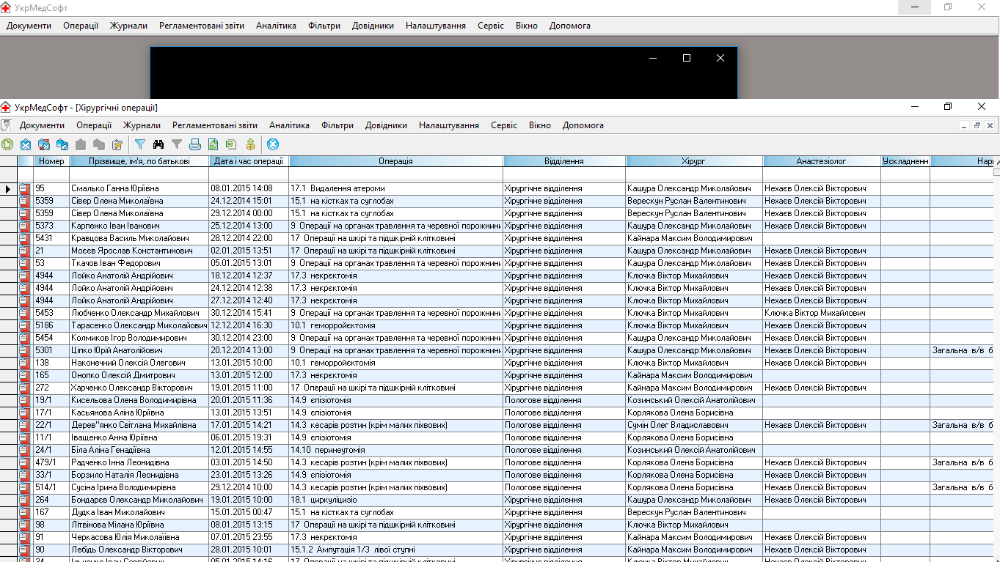 УкрМедСофт
Документи Операції Журнали Регламентовані звіти Аналітика Фільтри Довідники Налаштування Сервіс Вікно Допомога
УкрМедСофт - [Хірургічні операції]
Документи Операції Журнали Регламентовані звіти Аналітика Фільтри Довідники Налаштування Сервіс Вікно Допомога
Номер Прізвище, ім'я, по батькові Дата і час операції Операція Відділення Хірург Анастезіолог Ускладненн Нарк
95 Смалько Ганна Юріївна 08.01.2015 14:08 17.1 Видалення атероми Хірургічне відділення Кашура Олександр Миколайович Нехаєв Олексій Вікторович
5359 Сівер Олена Миколаївна 24.12.2014 15:01 15.1 на кістках та суглобах Хірургічне відділення Верескун Руслан Валентинович Нехаєв Олексій Вікторович
5359 Сівер Олена Миколаївна 29.12.2014 00:00 15.1 на кістках та суглобах Хірургічне відділення Верескун Руслан Валентинович Нехаєв Олексій Вікторович
5373 Карпенко Іван Іванович 25.12.2014 13:00 9 Операції на органах травлення та черевної порожнини Хірургічне відділення Кашура Олександр Миколайович Нехаєв Олексій Вікторович
5431 Кравцова Василь Миколайович 28.12.2014 22:00 17 Операції на шкірі та підшкірній клітковині Хірургічне відділення Кайнара Максим Володимирович
21 Моєєв Ярослав Константинович 02.01.2015 13:51 17 Операції на шкірі та підшкірній клітковині Хірургічне відділення Кашура Олександр Миколайович Нехаєв Олексій Вікторович
53 Ткачов Іван Федорович 05.01.2015 13:01 9 Операції на органах травлення та черевної порожнини Хірургічне відділення Кашура Олександр Миколайович Нехаєв Олексій Вікторович
4944 Лойко Анатолій Андрійович 18.12.2014 12:37 17.3 некрєктомія Хірургічне відділення Ключка Віктор Михайлович Нехаєв Олексій Вікторович
4944 Лойко Анатолій Андрійович 24.12.2014 12:38 17.3 некрєктомія Хірургічне відділення Ключка Віктор Михайлович Нехаєв Олексій Вікторович
4944 Лойко Анатолій Андрійович 27.12.2014 12:40 17.3 некрєктомія Хірургічне відділення Ключка Віктор Михайлович Нехаєв Олексій Вікторович
5453 Любченко Олександр Михайлович 30.12.2014 15:41 9 Операції на органах травлення та черевної порожнини Хірургічне відділення Ключка Віктор Михайлович Ключка Віктор Михайлович
5186 Тарасенко Олександр Миколайович 12.12.2014 16:30 10.1 геморройєктомія Хірургічне відділення Ключка Віктор Михайлович Нехаєв Олексій Вікторович
5454 Колмиков Ігор Володимирович 30.12.2014 23:00 9 Операції на органах травлення та черевної порожнини Хірургічне відділення Кашура Олександр Миколайович Нехаєв Олексій Вікторович
5301 Ціпко Юрій Анатолійович 20.12.2014 13:00 9 Операції на органах травлення та черевної порожнини Хірургічне відділення Кашура Олександр Миколайович Нехаєв Олексій Вікторович Загальна в/в б
138 Наконечний Олексій Олегович 13.01.2015 10:00 10.1 геморройєктомія Хірургічне відділення Ключка Віктор Михайлович Нехаєв Олексій Вікторович
165 Онопко Олексій Дмитрович 13.01.2015 12:00 17.3 некрєктомія Хірургічне відділення Кайнара Максим Володимирович
272 Харченко Олександр Вікторович 19.01.2015 11:00 17 Операції на шкірі та підшкірній клітковині Хірургічне відділення Кайнара Максим Володимирович Нехаєв Олексій Вікторович
19/1 Кисельова Олена Володимирівна 20.01.2015 11:36 14.9 єпізіотомія Пологове відділення Козинський Олексій Анатолійович
17/1 Касьянова Аліна Юріївна 13.01.2015 13:51 14.9 єпізіотомія Пологове відділення Корлякова Олена Борисівна
22/1 Дерев''янко Світлана Михайлівна 17.01.2015 14:21 14.3 кесарів розтин (крім малих піхвових) Пологове відділення Сумін Олег Владиславович Нехаєв Олексій Вікторович Загальна в/в б
11/1 Іващенко Анна Юріївна 06.01.2015 19:31 14.9 єпізіотомія Пологове відділення Корлякова Олена Борисівна
24/1 Біла Аліна Генадіївна 12.01.2015 14:55 14.10 перинеутомія Пологове відділення Козинський Олексій Анатолійович
479/1 Радченко Інна Леонидівна 03.01.2015 14:50 14.3 кесарів розтин (крім малих піхвових) Пологове відділення Корлякова Олена Борисівна Нехаєв Олексій Вікторович Загальна в/в б
33/1 Борзило Наталія Леонидівна 23.01.2015 13:26 14.9 єпізіотомія Пологове відділення Корлякова Олена Борисівна Нехаєв Олексій Вікторович
514/1 Сусіна Ірина Володимирівна 29.12.2014 10:00 14.3 кесарів розтин (крім малих піхвових) Пологове відділення Корлякова Олена Борисівна Нехаєв Олексій Вікторович Загальна в/в б
264 Бондарєв Олександр Миколайович 19.01.2015 10:00 18.1 циркуліцизіо Хірургічне відділення Кашура Олександр Миколайович Нехаєв Олексій Вікторович
167 Дудка Іван Миколайович 15.01.2015 00:47 15.1 на кістках та суглобах Хірургічне відділення Верескун Руслан Валентинович
98 Літвінова Мілана Юріївна 08.01.2015 13:15 17 Операції на шкірі та підшкірній клітковині Хірургічне відділення Ключка Віктор Михайлович
91 Черкасова Юлія Миколаївна 07.01.2015 23:55 17.3 некрєктомія Хірургічне відділення Кайнара Максим Володимирович Нехаєв Олексій Вікторович
90 Лебідь Олександр Вікторович 28.01.2015 10:01 15.1.2 Ампутація 1/3 лівої ступні Хірургічне відділення Кайнара Максим Володимирович Нехаєв Олексій Вікторович